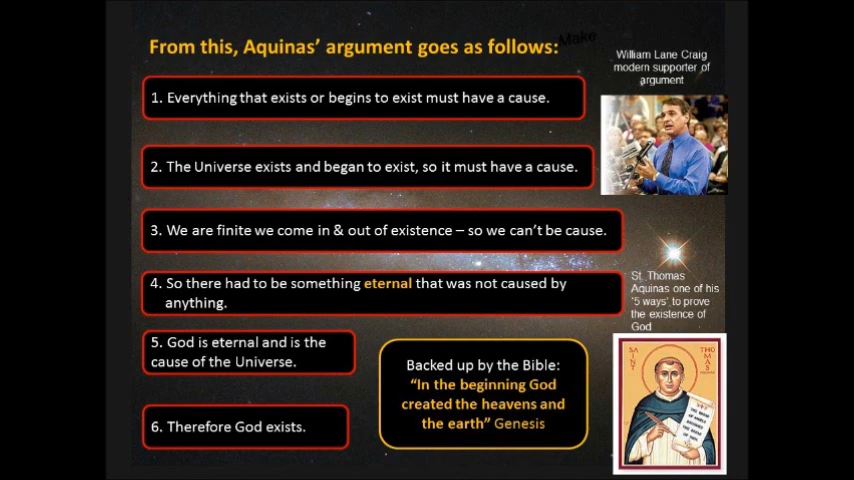 From this, Aquinas' argument goes as follows:
Make
William Lane Craig
modern supporter of
argument
1. Everything that exists or begins to exist must have a cause.
2. The Universe exists and began to exist, so it must have a cause.
3. We are finite we come in & out of existence – so we can't be cause.
4. So there had to be something eternal that was not caused by
anything.
St. Thomas
Aquinas one of his
'5 ways' to prove
the existence of
God
5. God is eternal and is the
cause of the Universe.
Backed up by the Bible:
"In the beginning God
created the heavens and
the earth" Genesis
6. Therefore God exists.
SAINT
THOMAS